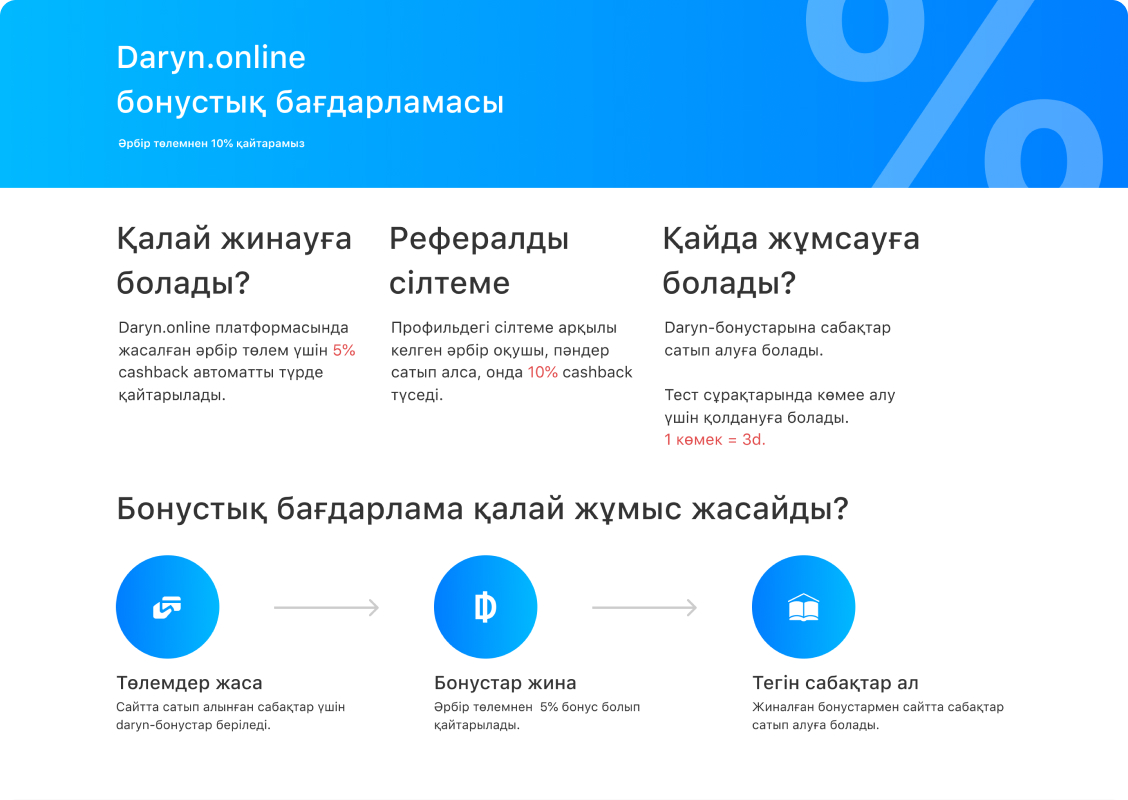 Daryn.online
бонустық бағдарламасы
Әрбір төлемнен 10% қайтарамыз
Қалай жинауға
болады?
Daryn.online платформасында
жасалған әрбір төлем үшін 5%
cashback автоматты түрде
қайтарылады.
Рефералды
сілтеме
Профильдегі сілтеме арқылы
келген әрбір оқушы, пәндер
сатып алса, онда 10% cashback
түседі.
Қайда жұмсауға
болады?
Daryn-бонустарына сабақтар
сатып алуға болады.
Тест сұрақтарында көмее алу
үшін қолдануға болады.
1 көмек = 3d.
Бонустық бағдарлама қалай жұмыс жасайды?
Төлемдер жаса
Сайтта сатып алынған сабақтар үшін
daryn-бонустар беріледі.
Бонустар жина
Әрбір төлемнен 5% бонус болып
қайтарылады.
Тегін сабақтар ал
Жиналған бонустармен сайтта сабақтар
сатып алуға болады.